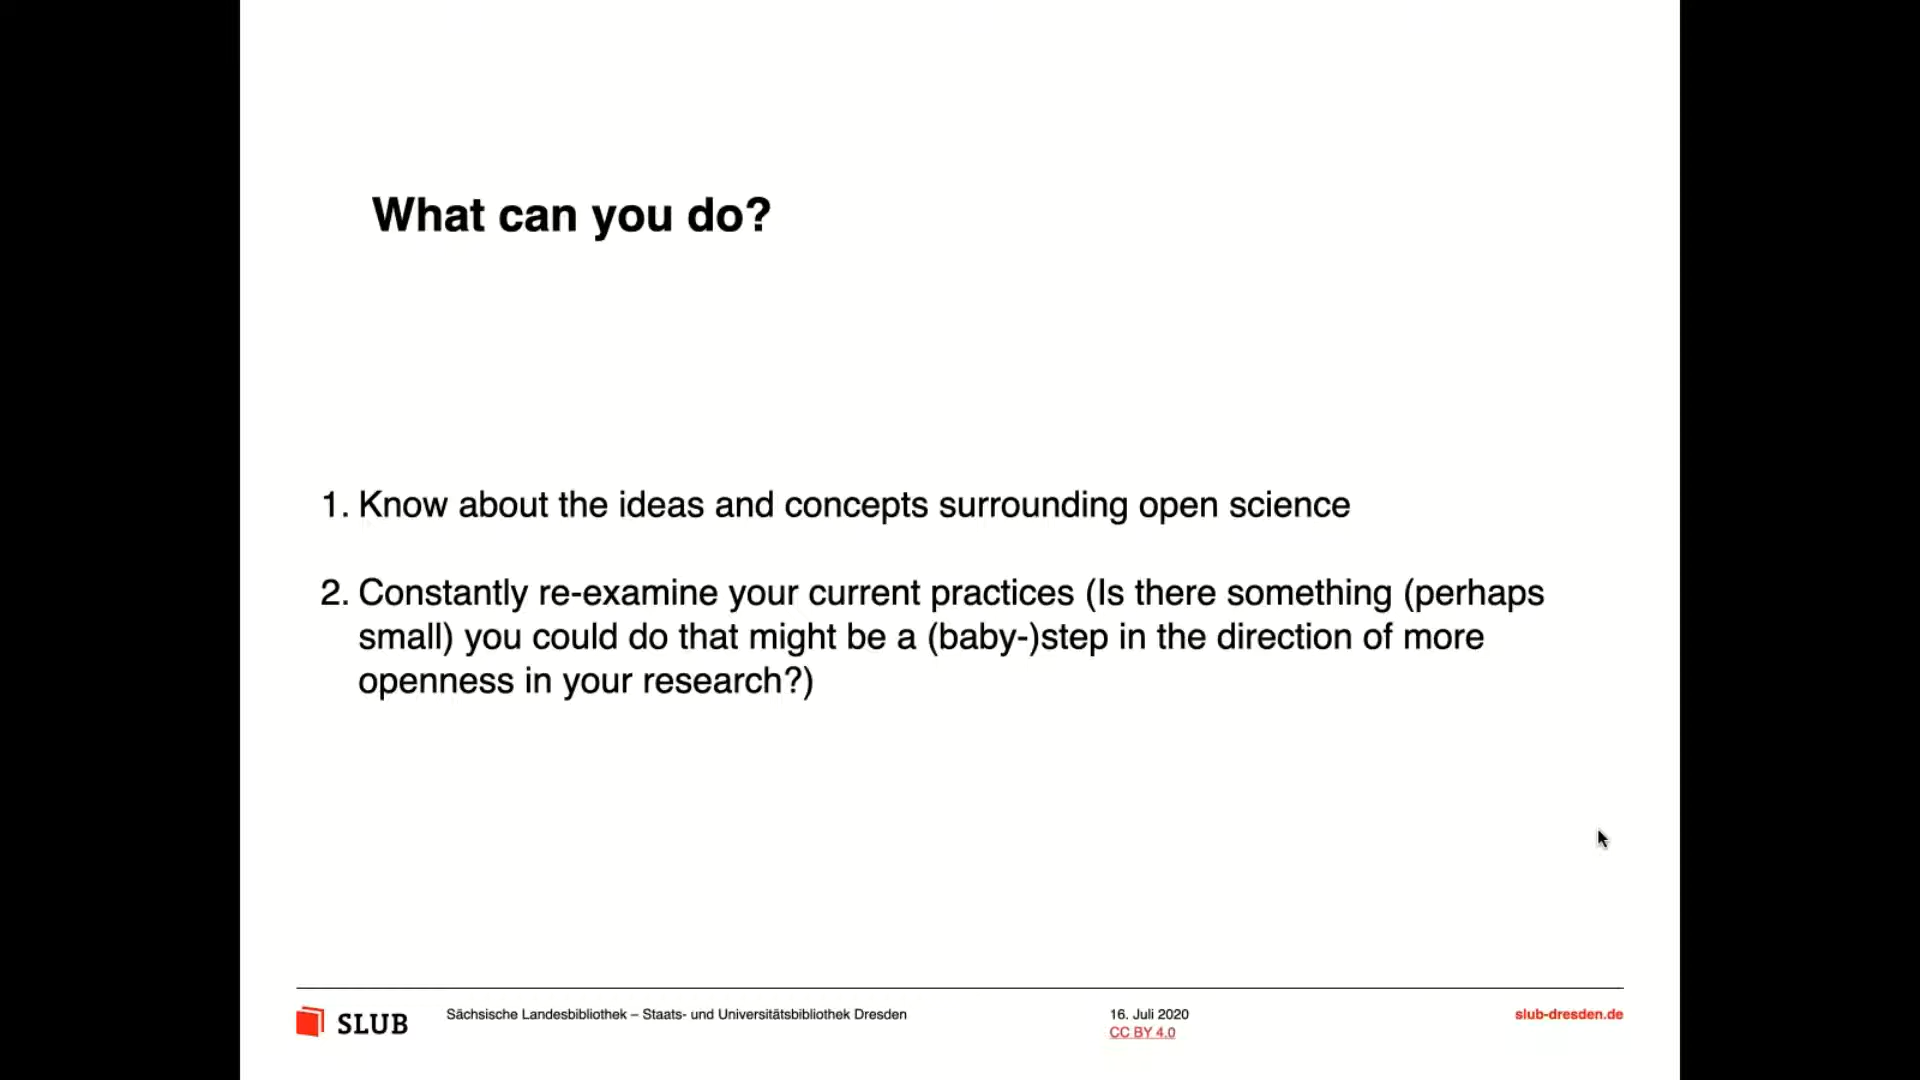 What can you do?
1. Know about the ideas and concepts surrounding open science
2. Constantly re-examine your current practices (Is there something (perhaps
small) you could do that might be a (baby-)step in the direction of more
openness in your research?)
SLUB
Sächsische Landesbibliothek – Staats- und Universitätsbibliothek Dresden
16. Juli 2020
CC BY 4.0
slub-dresden.de